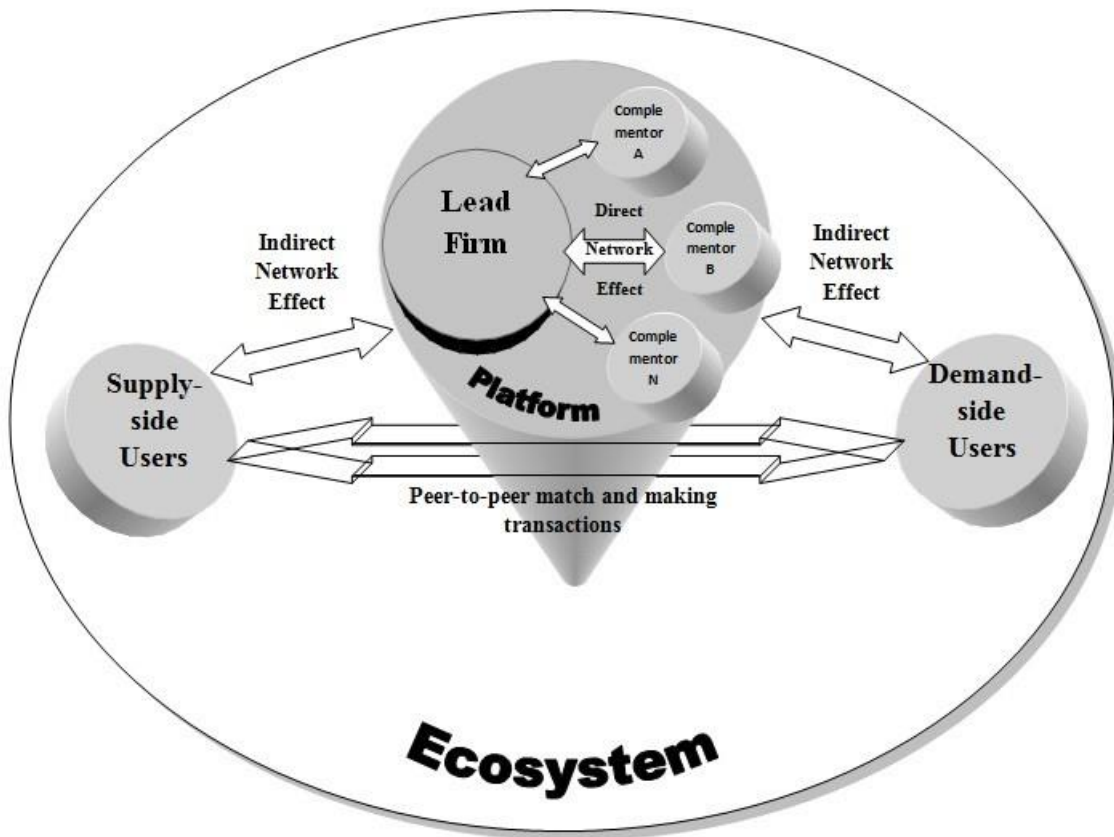 Comple
mentor
A
Lead
Firm
Direct
Network
Effect
Comple
mentor
B
Comple
mentor
N
Platform
Indirect
Network
Effect
Indirect
Network
Effect
Supply-
side
Users
Demand-
side
Users
Peer-to-peer match and making
transactions
Ecosystem